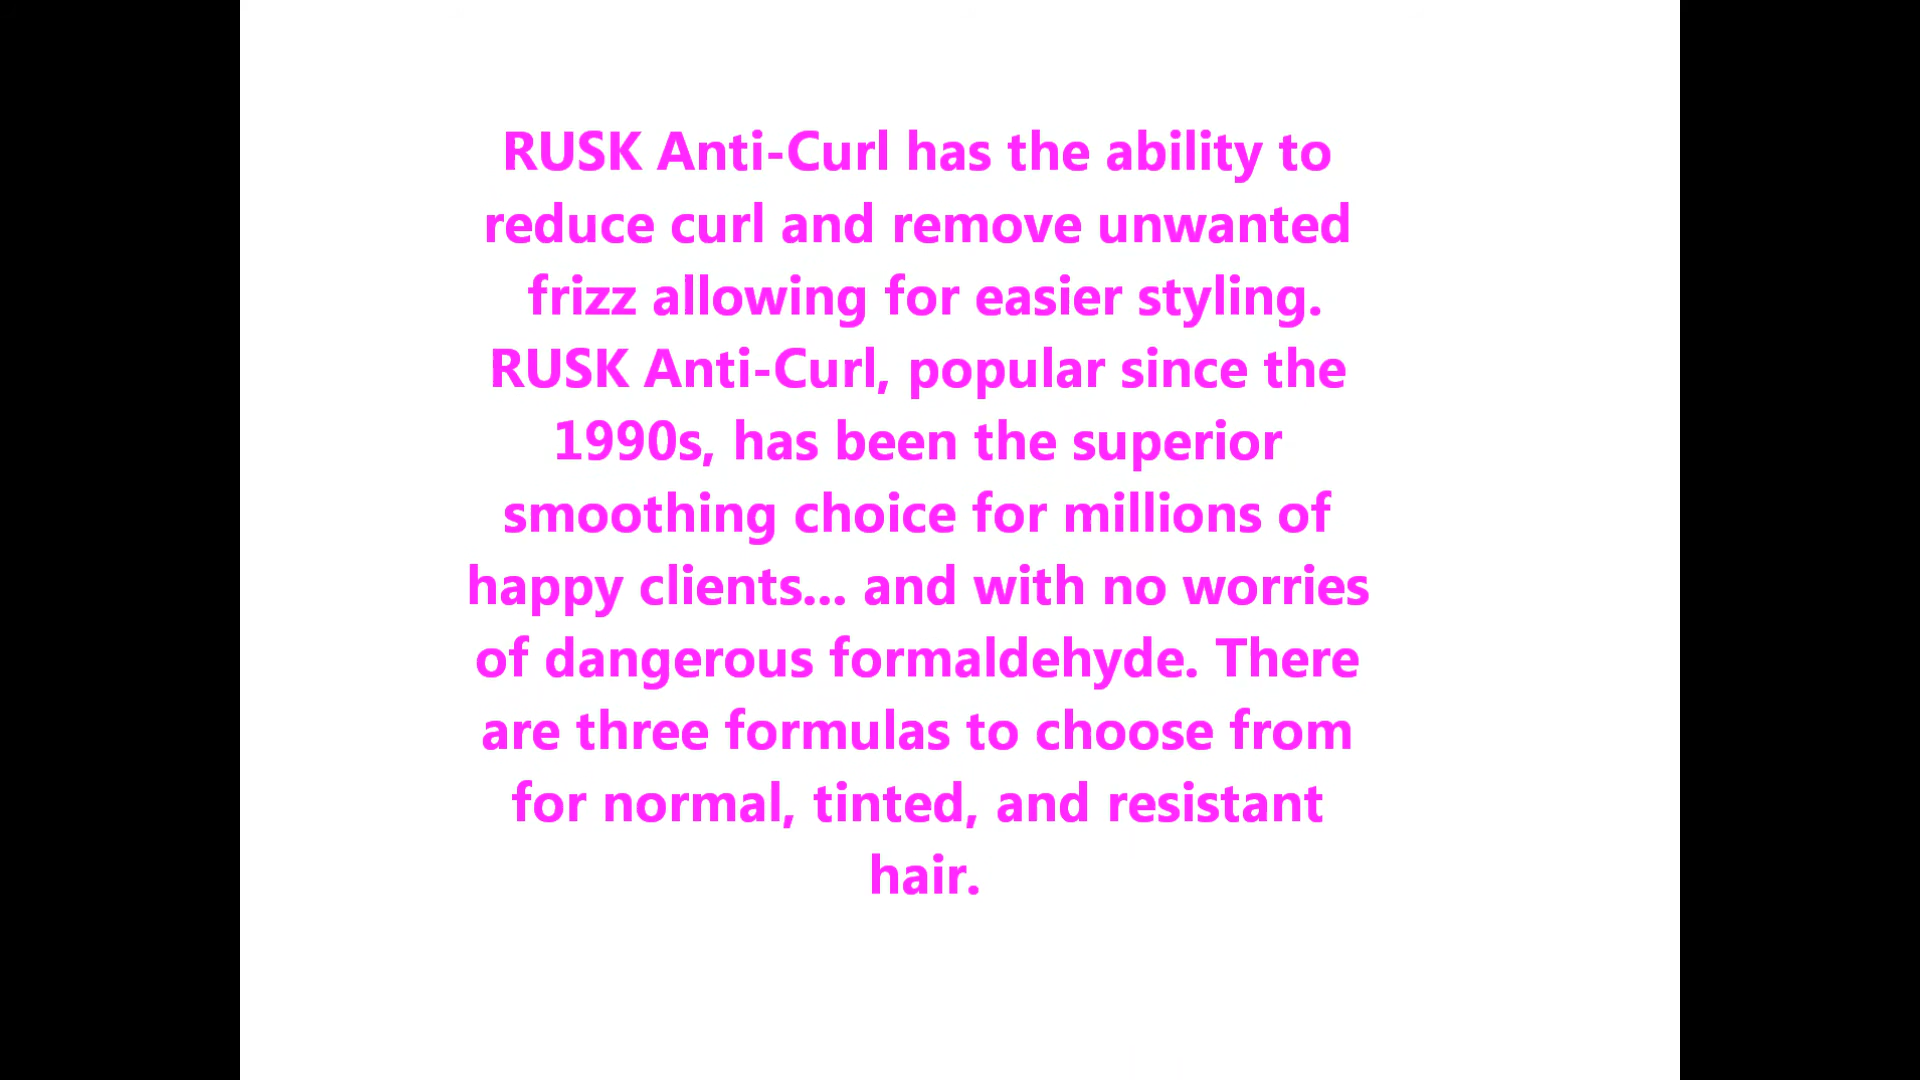 RUSK Anti-Curl has the ability to
reduce curl and remove unwanted
frizz allowing for easier styling.
RUSK Anti-Curl, popular since the
1990s, has been the superior
smoothing choice for millions of
happy clients... and with no worries
of dangerous formaldehyde. There
are three formulas to choose from
for normal, tinted, and resistant
hair.